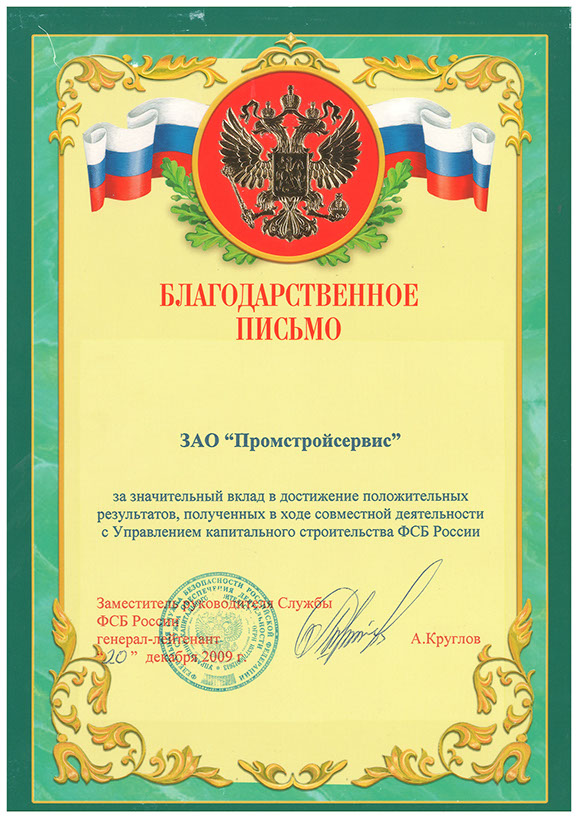 БЛАГОДАРСТВЕННОЕ
ПИСЬМО
ЗАО “Промстройсервис”
за значительный вклад в достижение положительных
результатов, полученных в ходе совместной деятельности
с Управлением капитального строительства ФСБ России
Заместитель руководителя Службы
ФСБ России
генерал-лейтенант
А.Круглов
“20” декабря 2009 г.